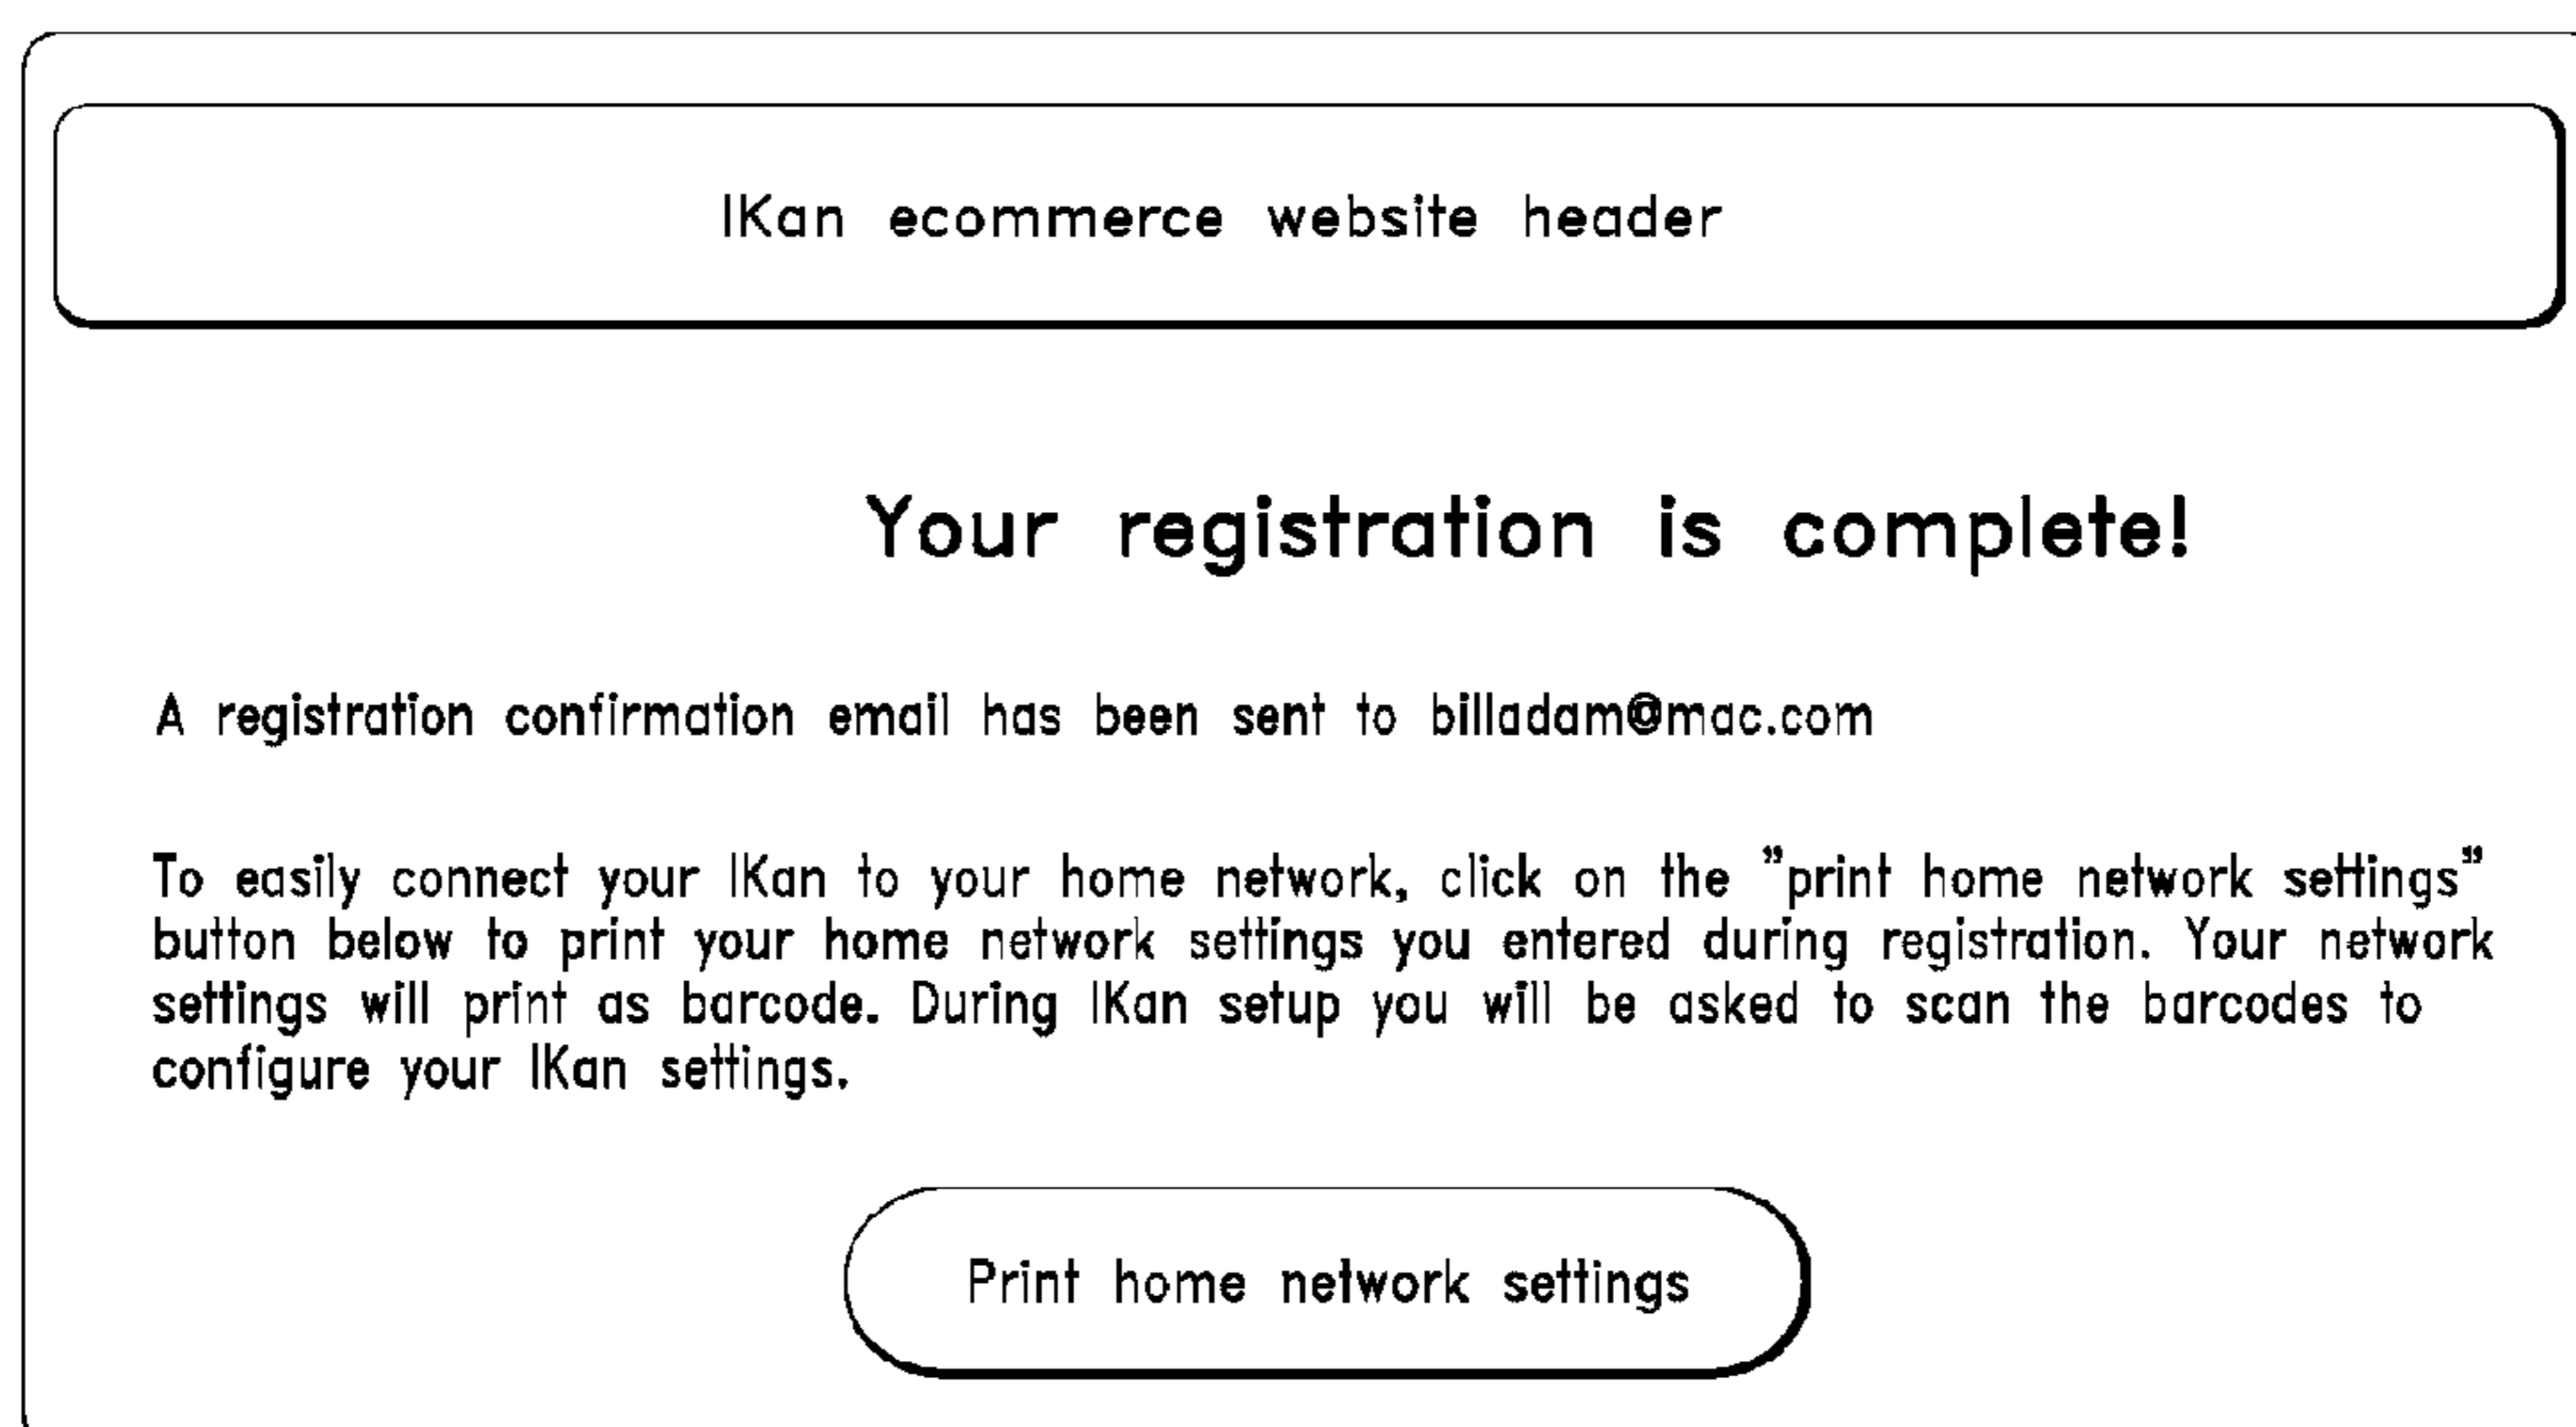 IKan ecommerce website header
Your registration is complete!
A registration confirmation email has been sent to billadam@mac.com
To easily connect your IKan to your home network, click on the "print home network settings"
button below to print your home network settings you entered during registration. Your network
settings will print as barcode. During IKan setup you will be asked to scan the barcodes to
configure your IKan settings.
Print home network settings